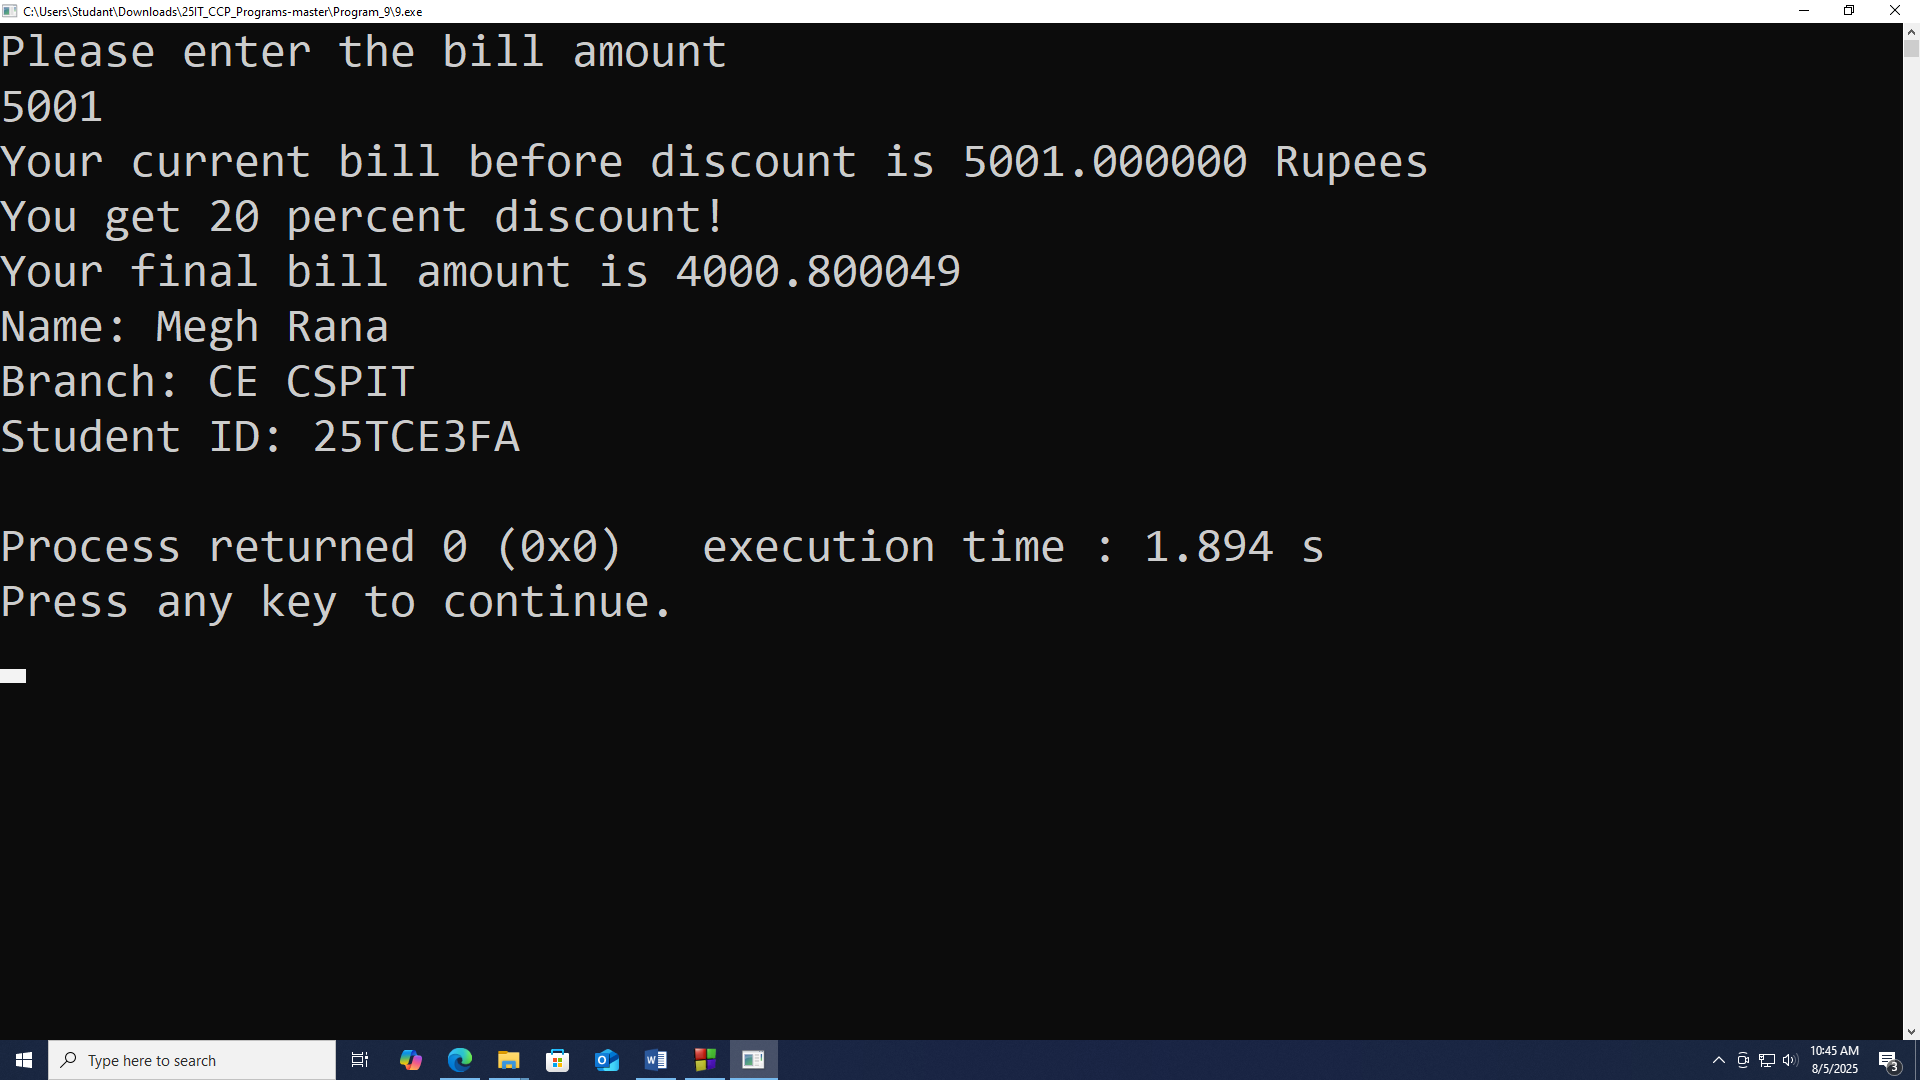 C:\Users\Studant\Downloads\25IT_CCP_Programs-master\Program_9\9.exe
Please enter the bill amount
5001
Your current bill before discount is 5001.000000 Rupees
You get 20 percent discount!
Your final bill amount is 4000.800049
Name: Megh Rana
Branch: CE CSPIT
Student ID: 25TCE3FA
Process returned 0 (0x0)   execution time : 1.894 s
Press any key to continue.
Type here to search
10:45 AM
8/5/2025
3